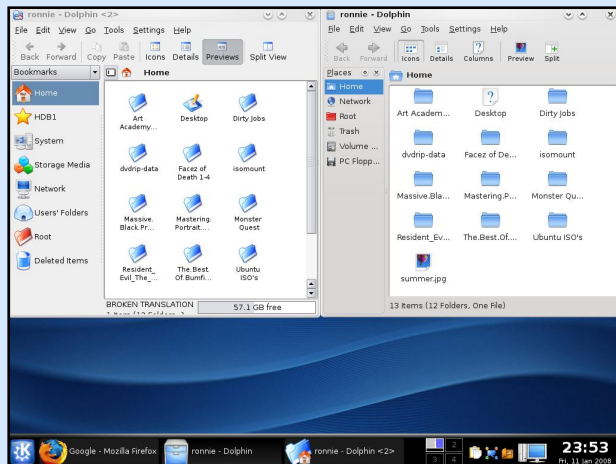 ronnie - Dolphin <2>
File Edit View Go Tools Settings Help
Back Forward Copy Paste Icons Details Previews Split View
Bookmarks
Home
Home
HDB1
System
Storage Media
Network
Users' Folders
Root
Deleted Items
Art Academy...
Desktop
Dirty Jobs
dvdrip-data
Facez of Death 1-4
isomount
Massive. Black.Pr...
Mastering. Portrait....
Monster Quest
Resident_ Evil_The_...
The.Best. Of.Bumfi...
Ubuntu ISO's
BROKEN TRANSLATION
57.1 GB free
ronnie - Dolphin
File Edit View Go Tools Settings Help
Back Forward Icons Details Columns Preview Split
Places
Home
Network
Root
Trash
Volume ...
PC Flopp...
Home
Art Academ...
Desktop
Dirty Jobs
dvdrip-data
Facez of De...
isomount
Massive.Bla...
Mastering.P...
Monster Qu...
Resident_Ev...
The.Best.Of....
Ubuntu ISO's
summer.jpg
13 Items (12 Folders, One File)
Google - Mozilla Firefox
ronnie - Dolphin
ronnie - Dolphin <2>
2
3 4
23:53
Fri, 11 Jan 2008